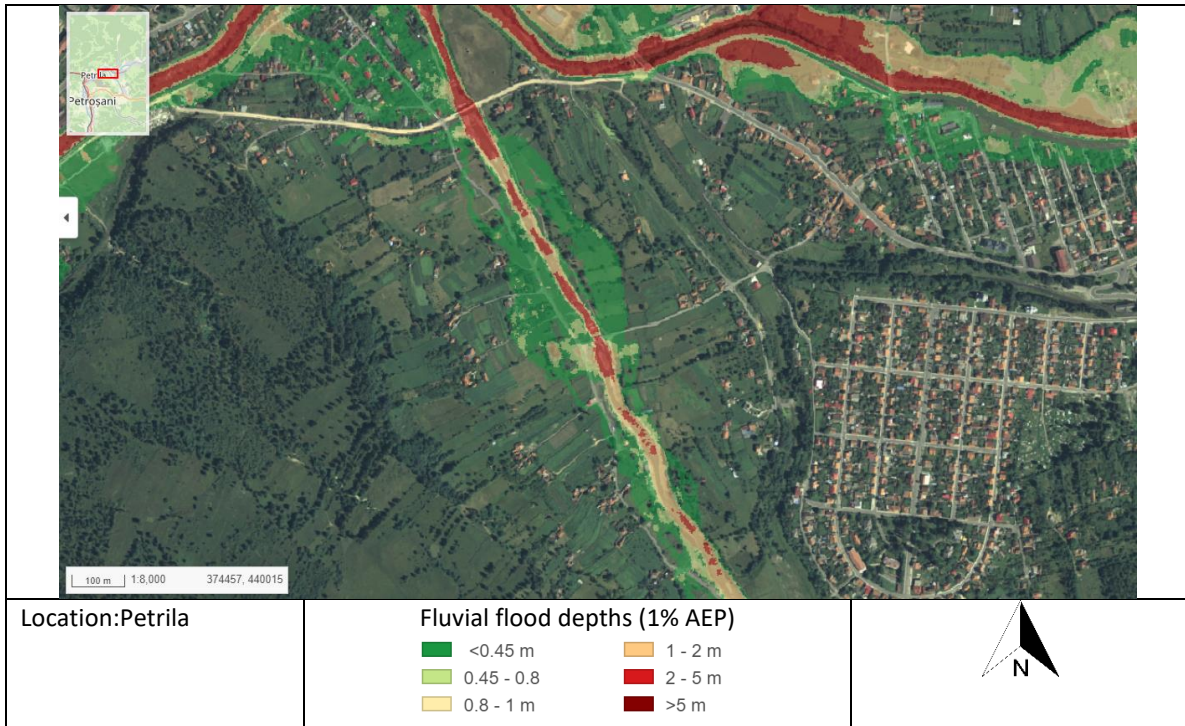 Petrila
Petroșani
100 m 1:8,000 374457, 440015
Location:Petrila
Fluvial flood depths (1% AEP)
<0.45 m
0.45 - 0.8
0.8 - 1 m
1 - 2 m
2 - 5 m
>5 m
N